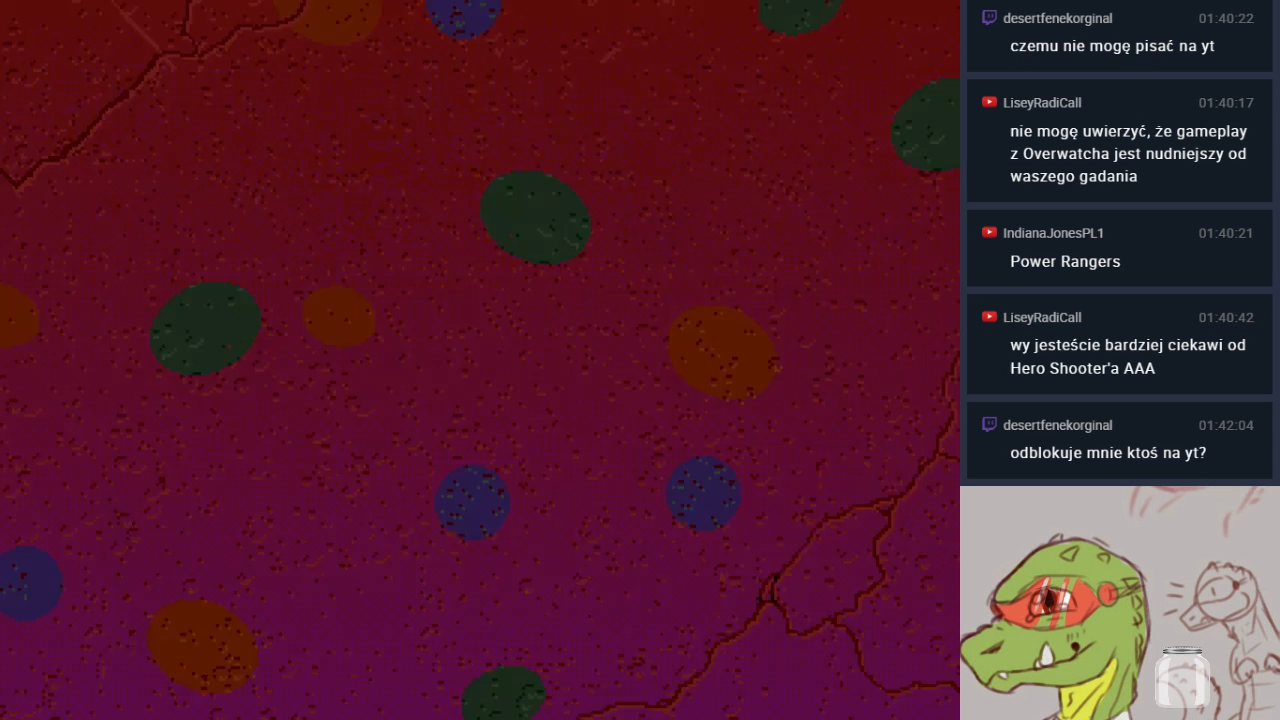 desertfenekorginal 01:40:22
czemu nie mogę pisać na yt
LiseyRadiCall 01:40:17
nie mogę uwierzyć, że gameplay
z Overwatcha jest nudniejszy od
waszego gadania
IndianaJonesPL1 01:40:21
Power Rangers
LiseyRadiCall 01:40:42
wy jesteście bardziej ciekawi od
Hero Shooter'a AAA
desertfenekorginal 01:42:04
odblokuje mnie ktoś na yt?